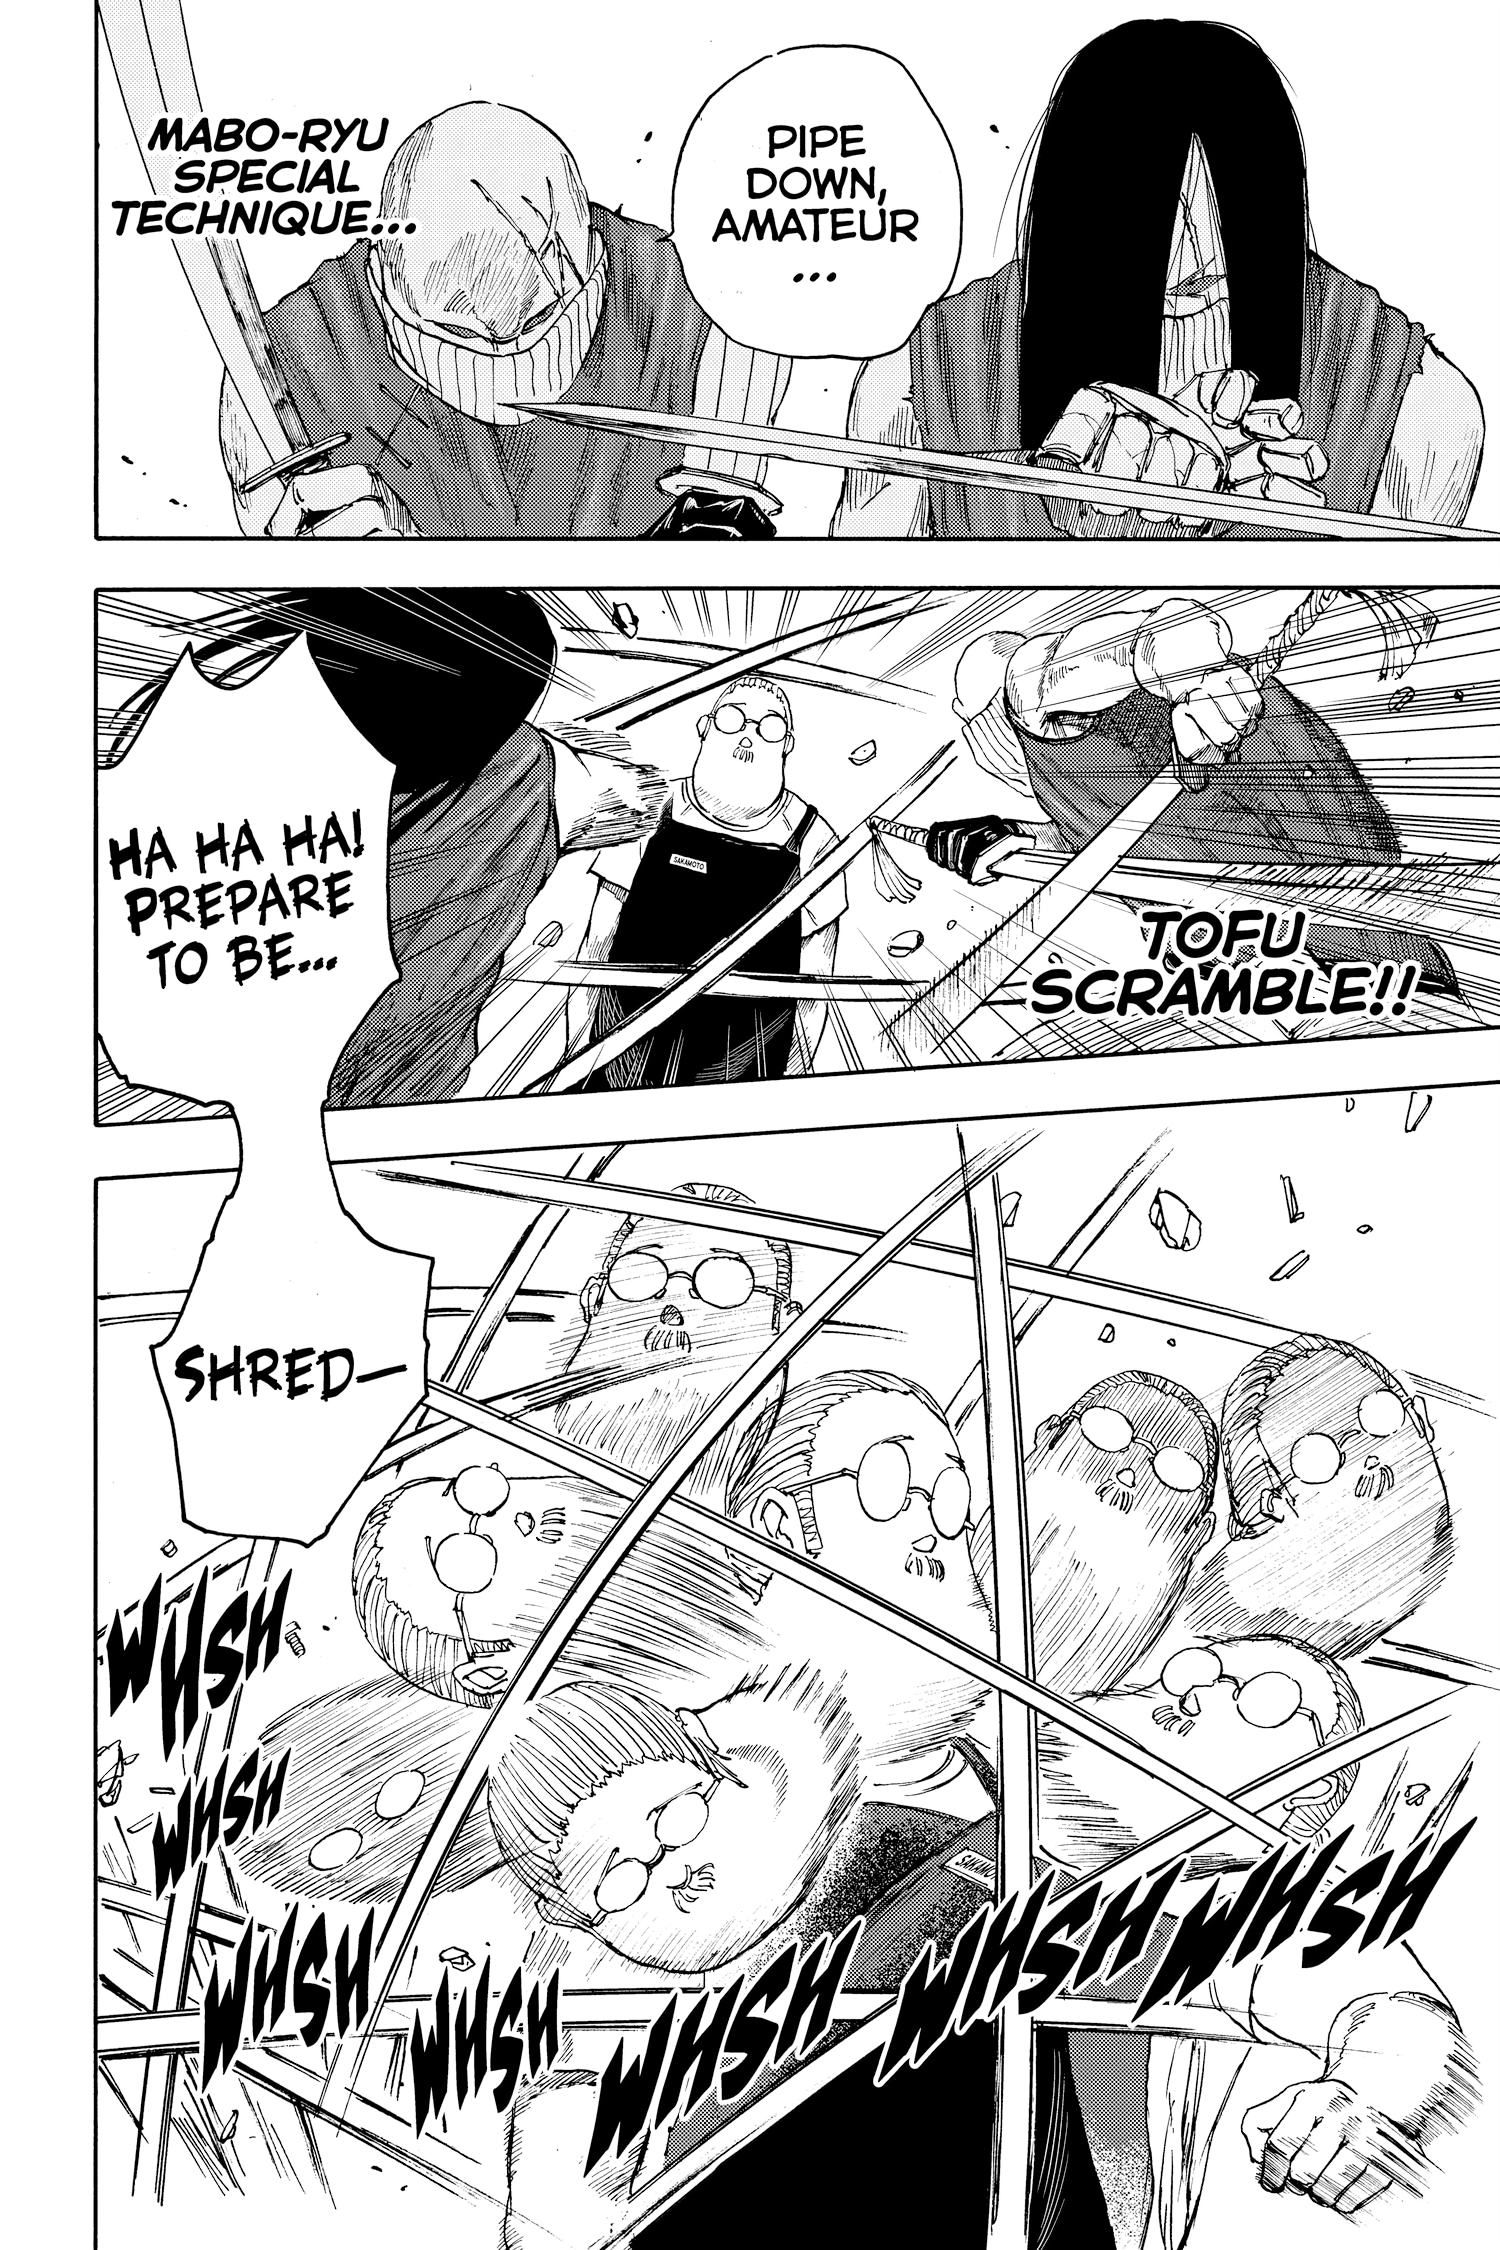 PIPE
DOWN,
AMATEUR
...
MABO-RYU
SPECIAL
TECHNIQUE...
TOFU
SCRAMBLE!!
SAKAMOTO
HA HA HA!
PREPARE
TO BE...
SHRED—
SAKAMO
WHSH
WHSH
WHSH
WHSH
WHSH
WHSH
WHSH